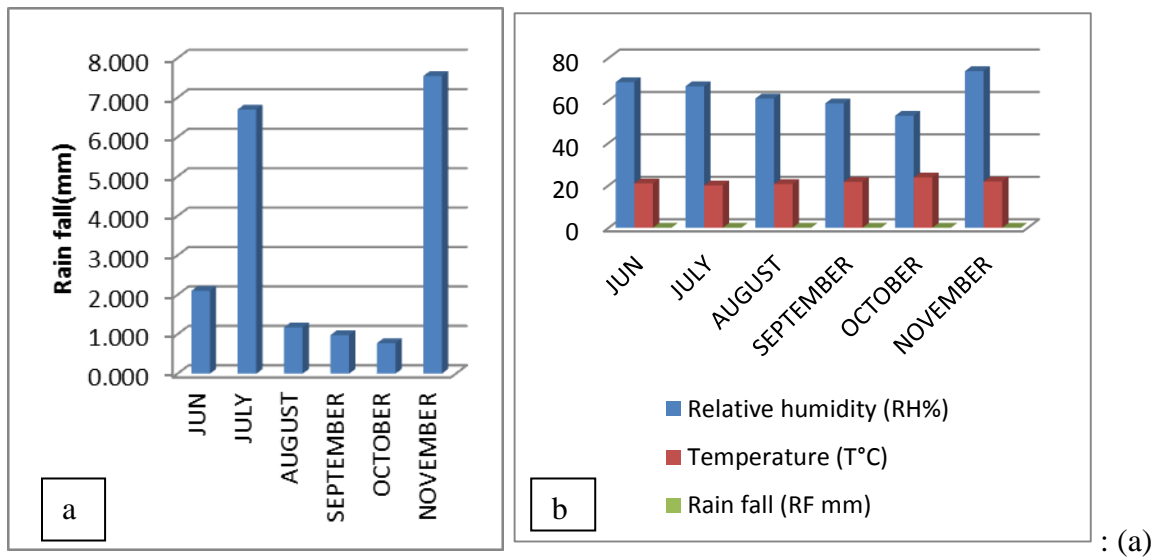 8.000
7.000
6.000
5.000
4.000
3.000
2.000
1.000
0.000
Rain fall(mm)
JUN
JULY
AUGUST
SEPTEMBER
OCTOBER
NOVEMBER
a
80
60
40
20
0
JUN
JULY
AUGUST
SEPTEMBER
OCTOBER
NOVEMBER
Relative humidity (RH%)
Temperature (T°C)
Rain fall (RF mm)
b
: (a)